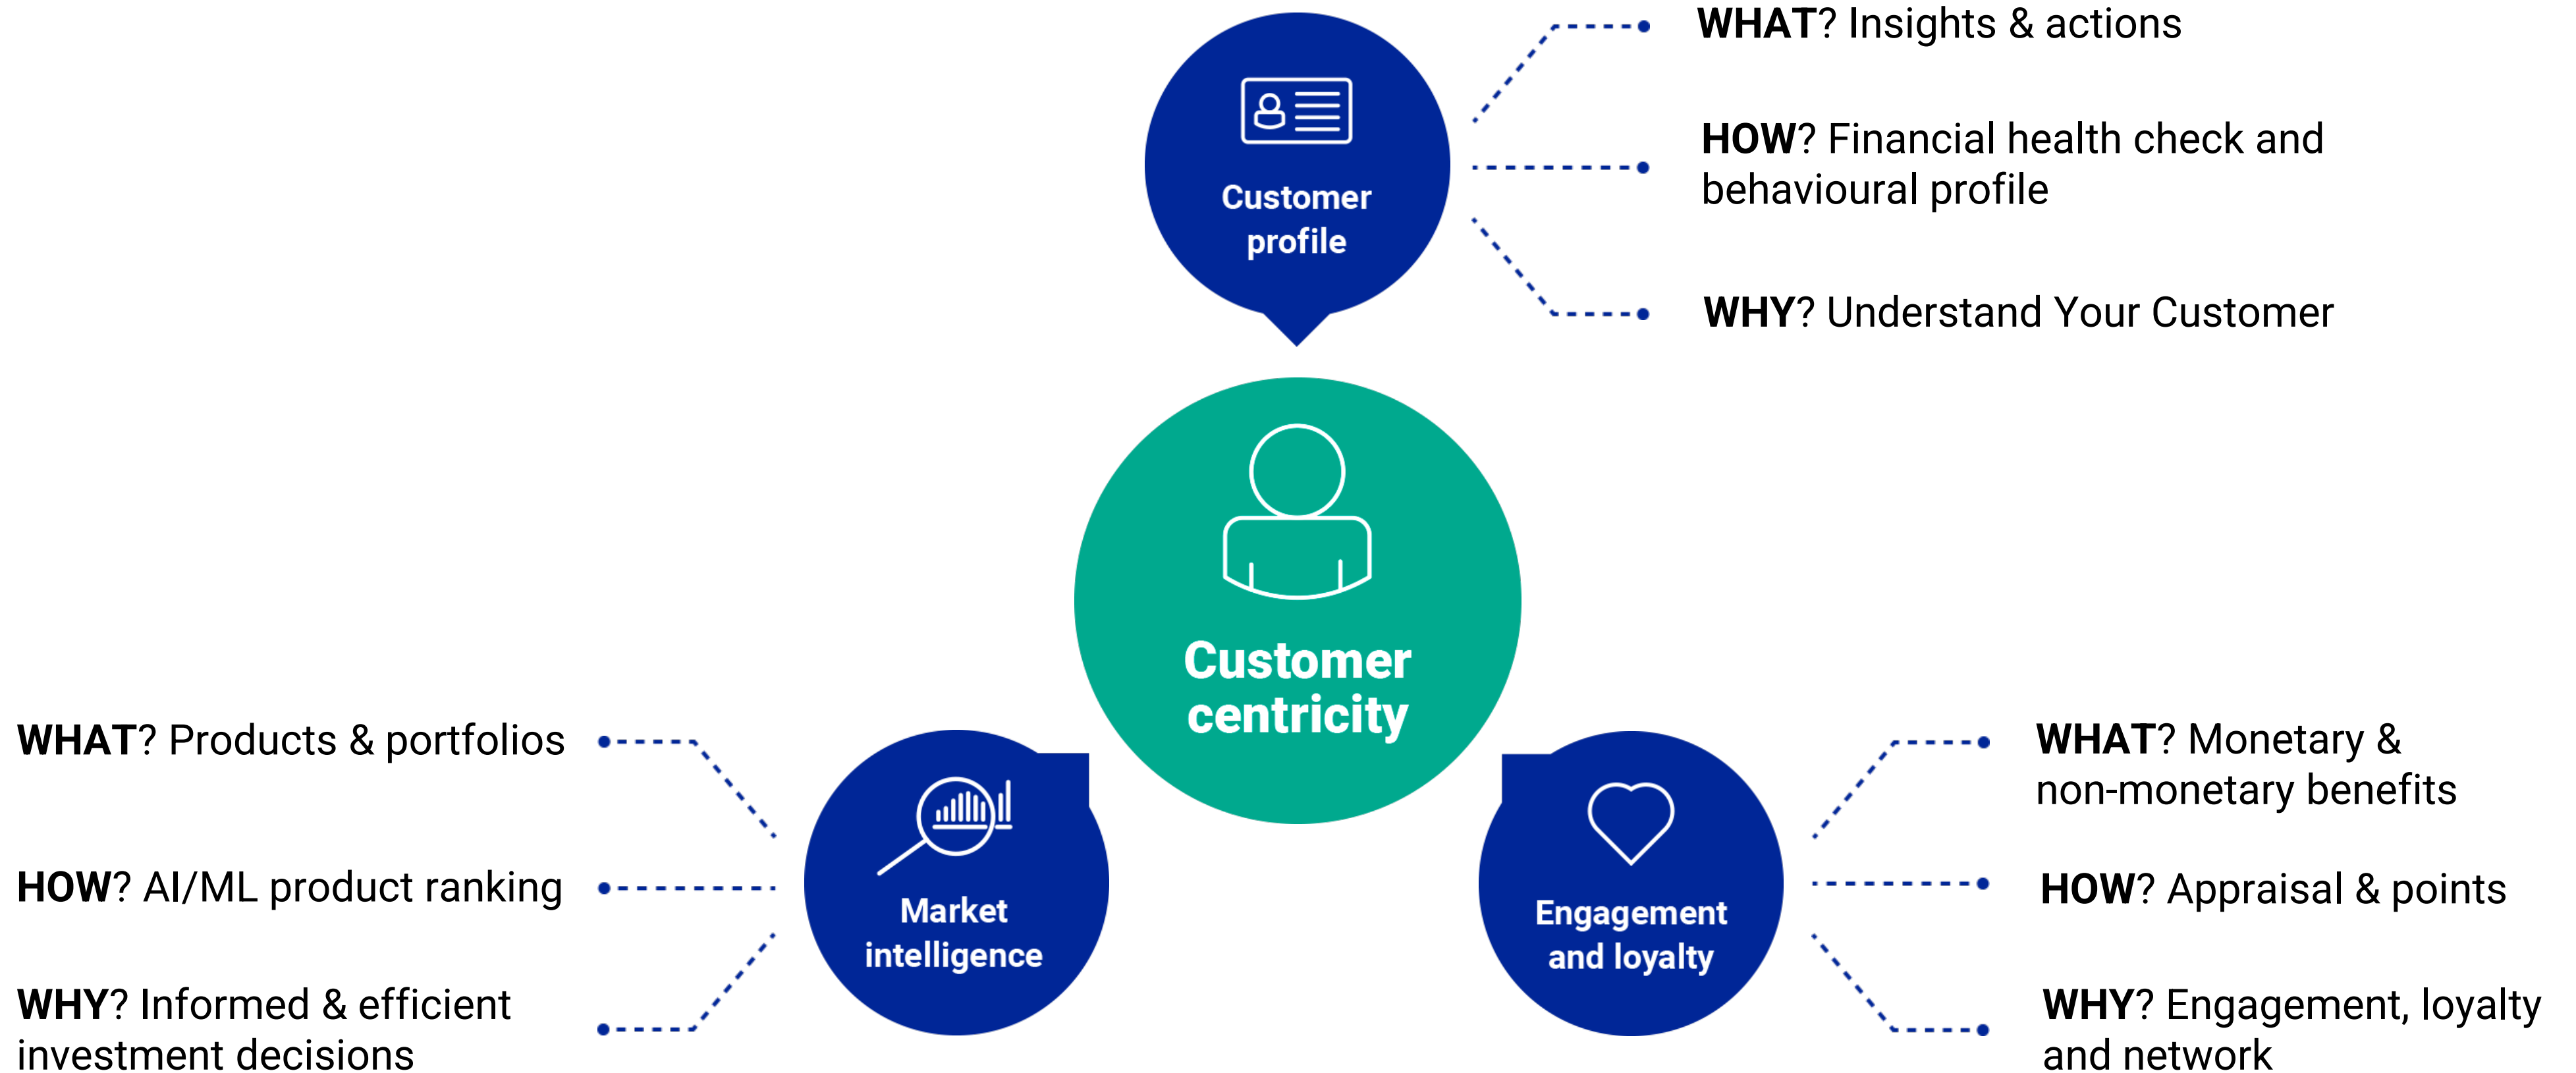 WHAT? Insights & actions
HOW? Financial health check and
behavioural profile
WHY? Understand Your Customer
Customer
profile
Customer
centricity
WHAT? Products & portfolios
HOW? AI/ML product ranking
WHY? Informed & efficient
investment decisions
Market
intelligence
Engagement
and loyalty
WHAT? Monetary &
non-monetary benefits
HOW? Appraisal & points
WHY? Engagement, loyalty
and network